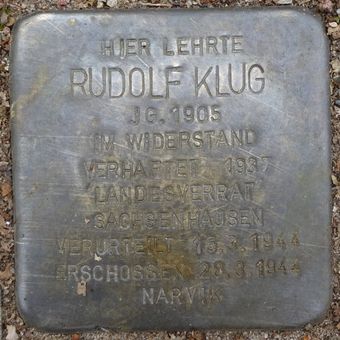 HIER LEHRTE
RUDOLF KLUG
JG. 1905
IM WIDERSTAND
VERHAFTET 1937
LANDESVERRAT
SACHSENHAUSEN
VERURTEILT 15.3.1944
ERSCHOSSEN 28.3.1944
NARVIK